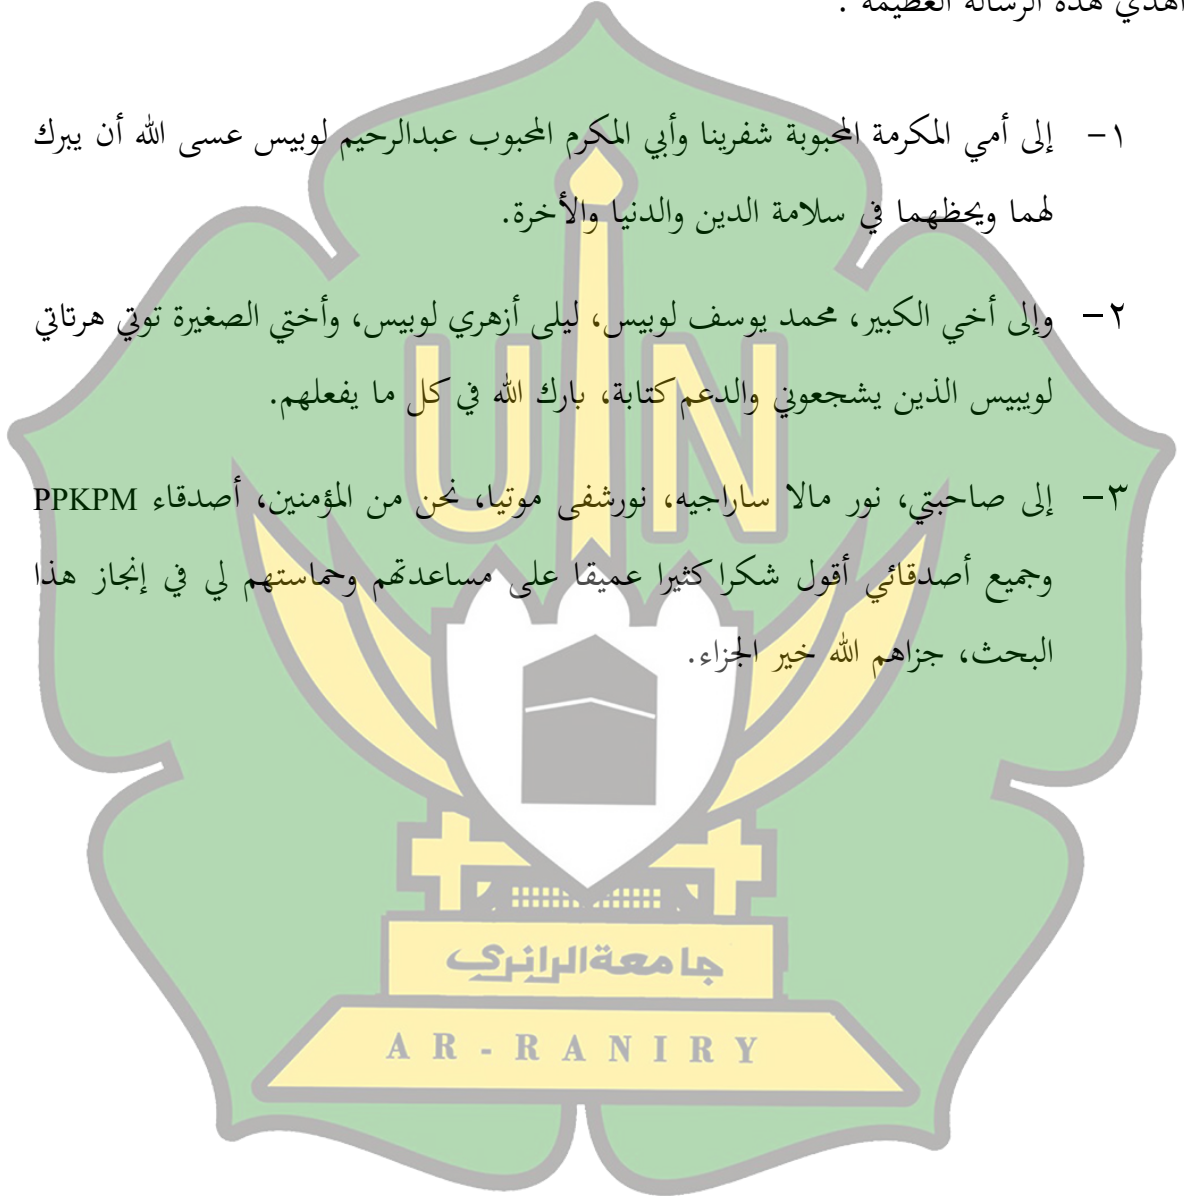 أهدي هذه الرسالة العظيمة :
١- إلى أمي المكرمة المحبوبة شفرينا وأبي المكرم المحبوب عبدالرحيم لوبيس عسى الله أن يبرك
لهما ويحظهما في سلامة الدين والدنيا والأخرة.
٢- وإلى أخي الكبير، محمد يوسف لوبيس، ليلى أزهري لوبيس، وأختي الصغيرة توتي هرتاتي
لويبيس الذين يشجعوني والدعم كتابة، بارك الله في كل ما يفعلهم.
٣- إلى صاحبتي، نور مالا ساراجيه، نورشفى موتيا، نحن من المؤمنين، أصدقاء PPKPM
وجميع أصدقائي أقول شكرا كثيرا عميقا على مساعدتهم وحماستهم لي في إنجاز هذا
البحث، جزاهم الله خير الجزاء.
UIN
جامعة الرانري
AR-RANIRY